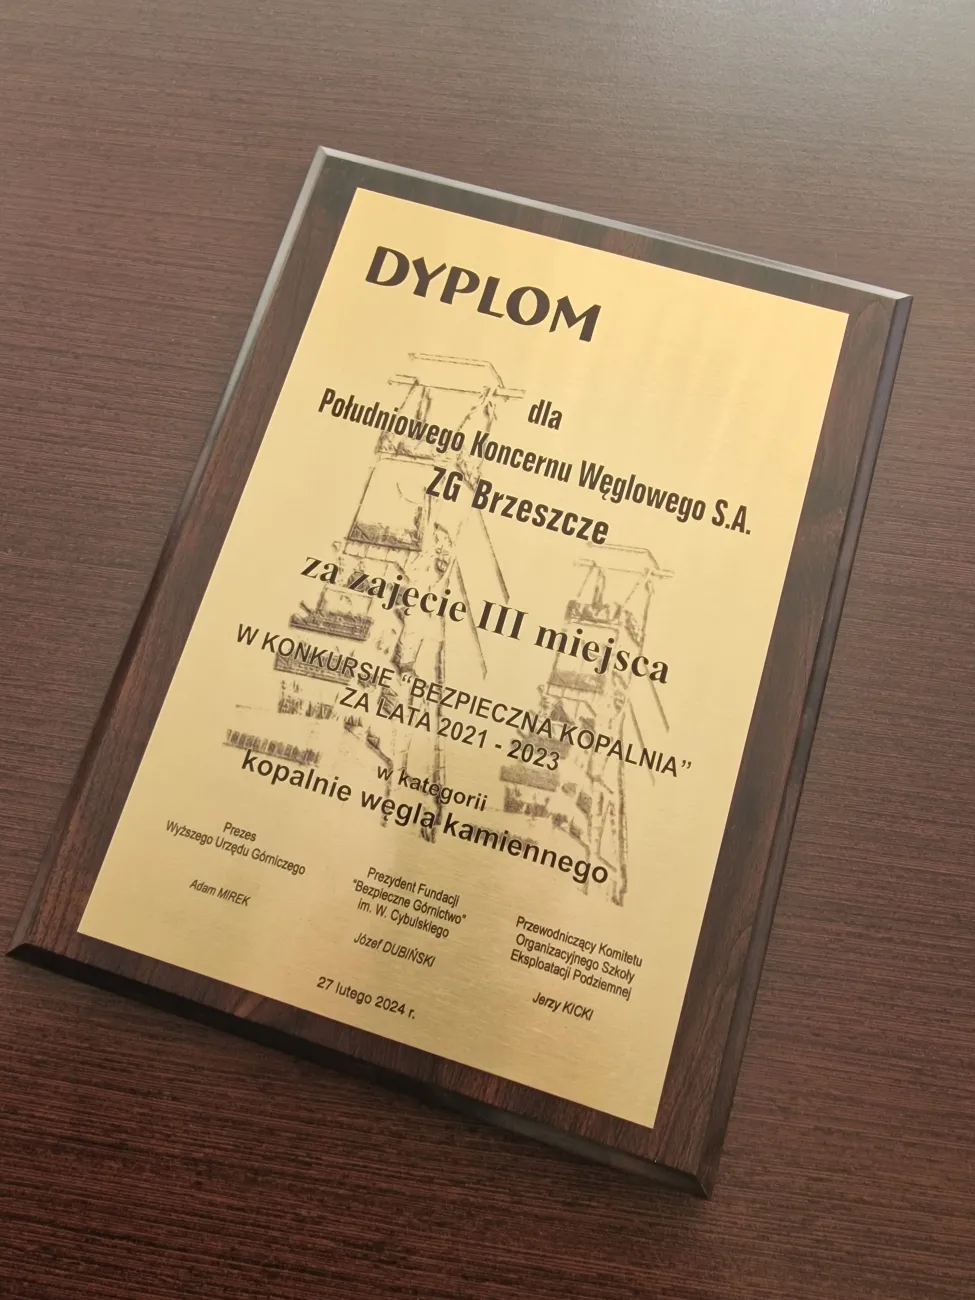 DYPLOM
dla
Południowego Koncernu Węglowego S.A.
ZG Brzeszcze
za zajęcie III miejsca
W KONKURSIE “BEZPIECZNA KOPALNIA”
ZA LATA 2021 - 2023
w kategorii
kopalnie węgla kamiennego
Prezes
Wyższego Urzędu Górniczego
Adam MIREK
Prezydent Fundacji
“Bezpieczne Górnictwo”
im. W. Cybulskiego
Józef DUBIŃSKI
Przewodniczący Komitetu
Organizacyjnego Szkoły
Eksploatacji Podziemnej
Jerzy KICKI
27 lutego 2024 r.